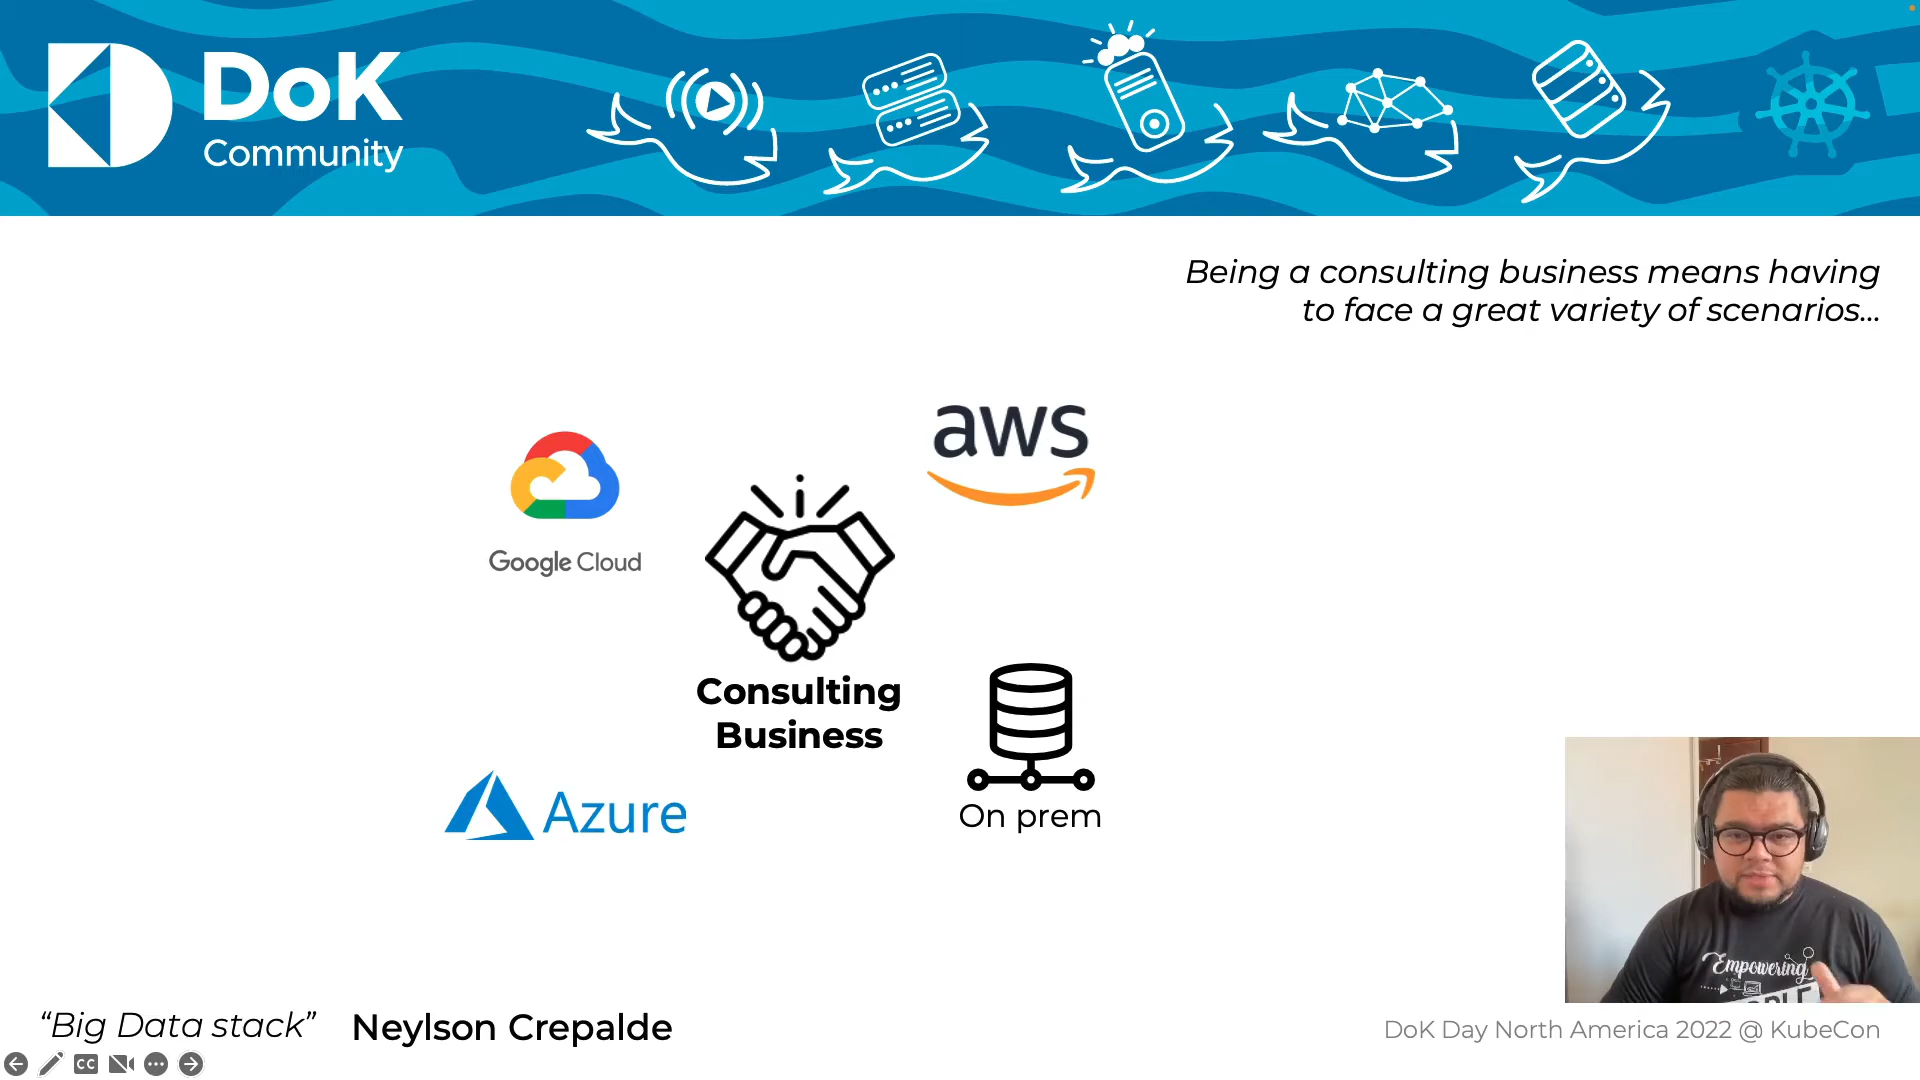 DoK
Community
Being a consulting business means having
to face a great variety of scenarios...
aws
Google Cloud
Consulting
Business
Azure
On prem
Empowering
“Big Data stack”
Neylson Crepalde
DoK Day North America 2022 @ KubeCon
CC